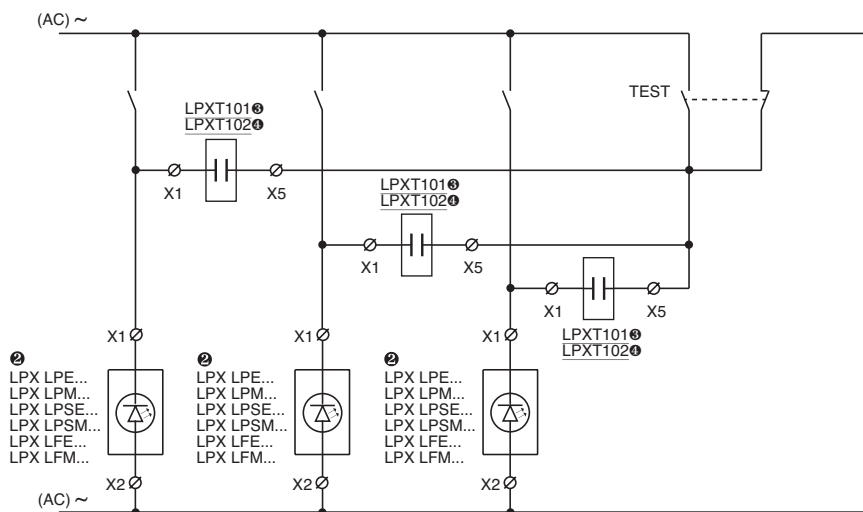 (AC) ~
TEST
LPXT101❸
LPXT102❹
X1
X5
LPXT101❸
LPXT102❹
X1
X5
X1
X5
LPXT101❸
LPXT102❹
X1
X1
X1
❷
LPX LPE...
LPX LPM...
LPX LPSE...
LPX LPSM...
LPX LFE...
LPX LFM...
❷
LPX LPE...
LPX LPM...
LPX LPSE...
LPX LPSM...
LPX LFE...
LPX LFM...
❷
LPX LPE...
LPX LPM...
LPX LPSE...
LPX LPSM...
LPX LFE...
LPX LFM...
X2
X2
X2
(AC) ~